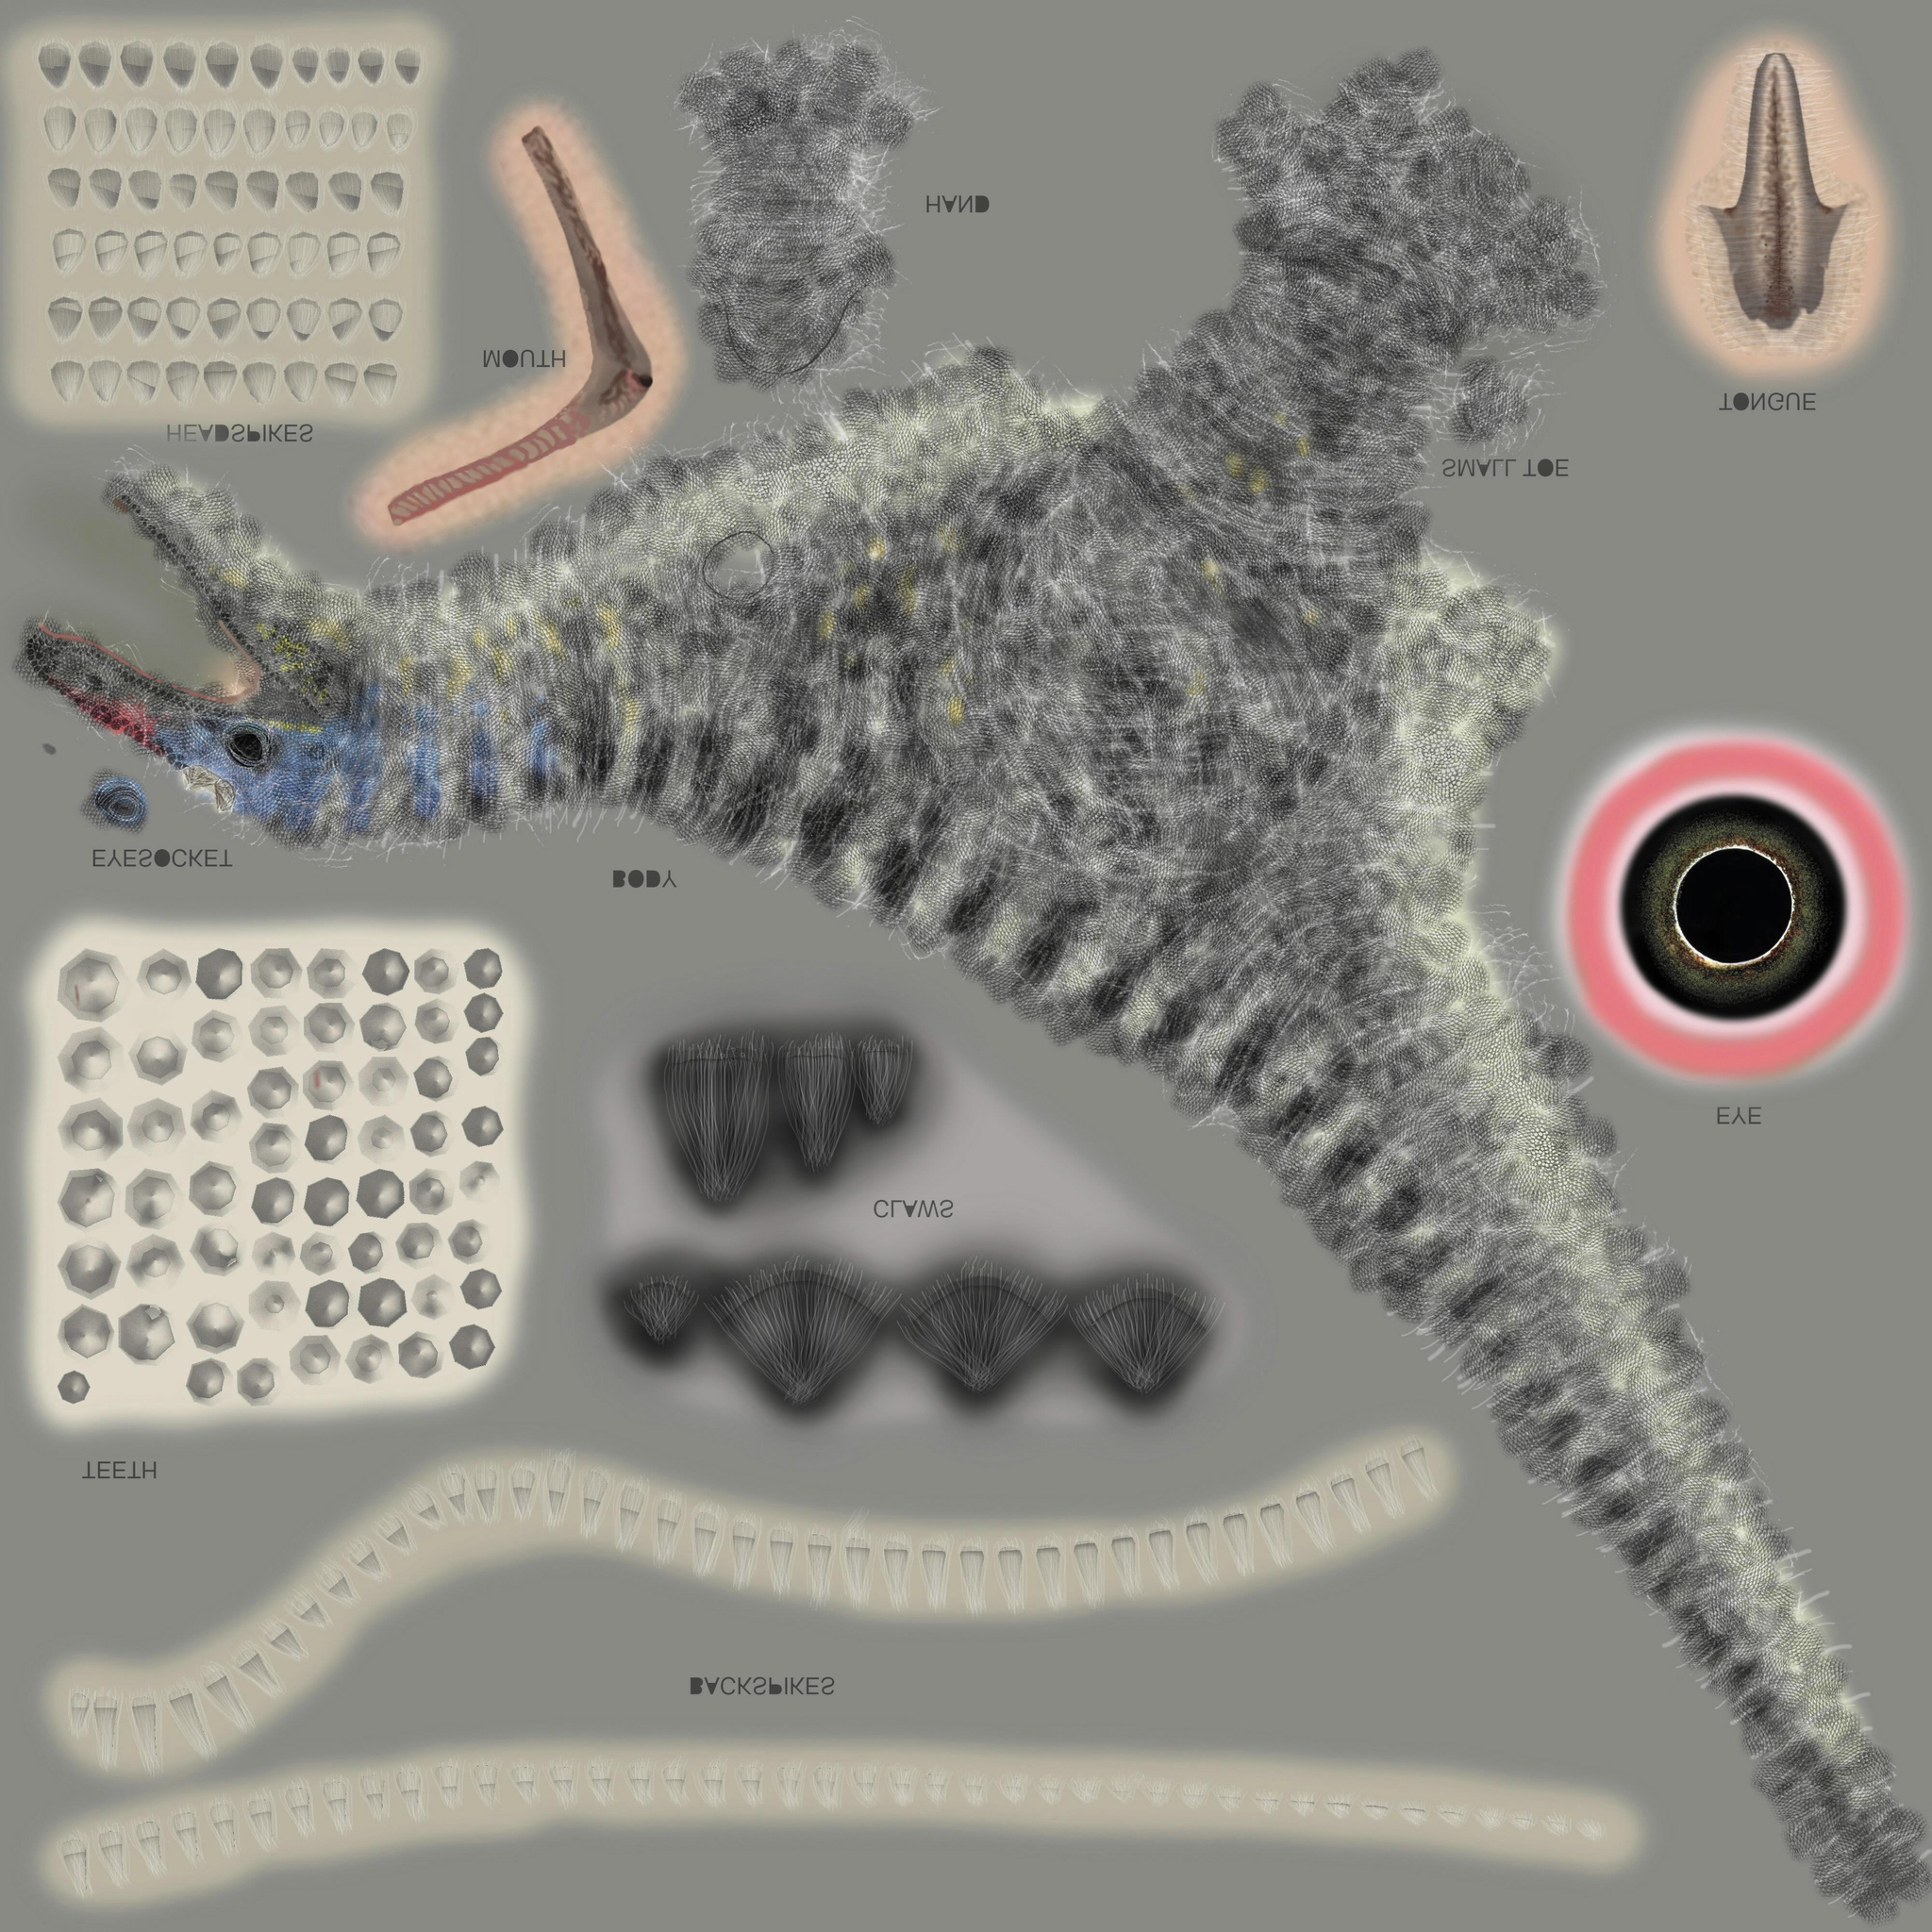 HAND
MOUTH
TONGUE
HEADSPIKES
SMALL TOE
EYESOCKET
BODY
EYE
CLAWS
TEETH
BACKSPIKES